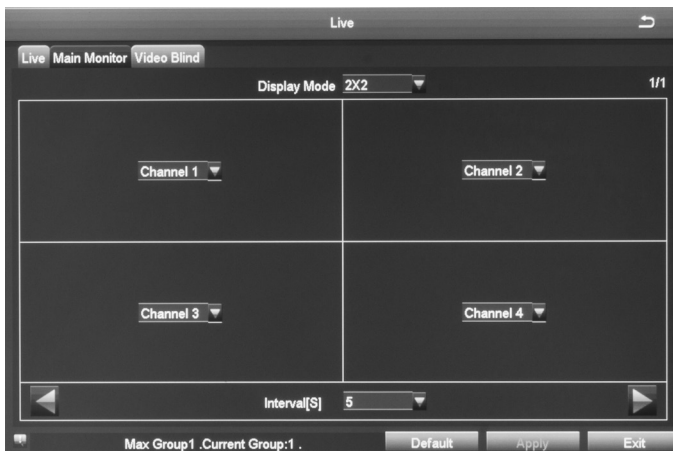 Live
Live Main Monitor Video Blind
Display Mode 2X2 1/1
Channel 1 Channel 2
Channel 3 Channel 4
Interval[S] 5
Max Group1 .Current Group:1 . Default Apply Exit